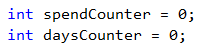 int spendCounter = 0;
int daysCounter = 0;